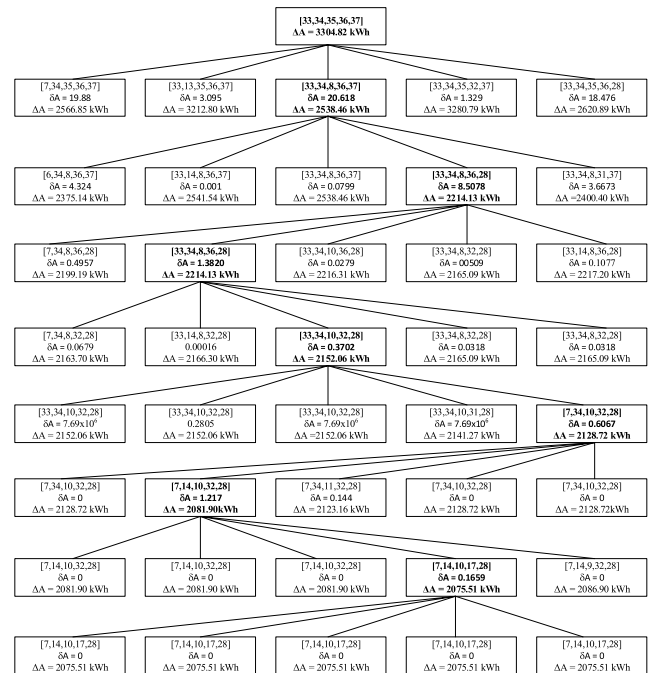 [33,34,35,36,37]
ΔA = 3304.82 kWh
[7,34,35,36,37]
δA = 19.88
ΔA = 2566.85 kWh
[33,13,35,36,37]
δA = 3.095
ΔA = 3212.80 kWh
[33,34,8,36,37]
δA = 20.618
ΔA = 2538.46 kWh
[33,34,35,32,37]
δA = 1.329
ΔA = 3280.79 kWh
[33,34,35,36,28]
δA = 18.476
ΔA = 2620.89 kWh
[6,34,8,36,37]
δA = 4.324
ΔA = 2375.14 kWh
[33,14,8,36,37]
δA = 0.001
ΔA = 2541.54 kWh
[33,34,8,36,37]
δA = 0.0799
ΔA = 2538.46 kWh
[33,34,8,36,28]
δA = 8.5078
ΔA = 2214.13 kWh
[33,34,8,31,37]
δA = 3.6673
ΔA =2400.40 kWh
[7,34,8,36,28]
δA = 0.4957
ΔA = 2199.19 kWh
[33,34,8,36,28]
δA = 1.3820
ΔA = 2214.13 kWh
[33,34,10,36,28]
δA = 0.0279
ΔA = 2216.31 kWh
[33,34,8,32,28]
δA = 00509
ΔA = 2165.09 kWh
[33,14,8,36,28]
δA = 0.1077
ΔA = 2217.20 kWh
[7,34,8,32,28]
δA = 0.0679
ΔA = 2163.70 kWh
[33,14,8,32,28]
0.00016
ΔA = 2166.30 kWh
[33,34,10,32,28]
δA = 0.3702
ΔA = 2152.06 kWh
[33,34,8,32,28]
δA = 0.0318
ΔA = 2165.09 kWh
[33,34,8,32,28]
δA = 0.0318
ΔA = 2165.09 kWh
[33,34,10,32,28]
δA = 7.69x10⁶
ΔA = 2152.06 kWh
[33,34,10,32,28]
0.2805
ΔA = 2152.06 kWh
[33,34,10,32,28]
δA = 7.69x10⁶
ΔA =2152.06 kWh
[33,34,10,31,28]
δA = 7.69x10⁶
ΔA = 2141.27 kWh
[7,34,10,32,28]
δA = 0.6067
ΔA = 2128.72 kWh
[7,34,10,32,28]
δA = 0
ΔA = 2128.72 kWh
[7,14,10,32,28]
δA = 1.217
ΔA = 2081.90kWh
[7,34,11,32,28]
δA = 0.144
ΔA = 2123.16 kWh
[7,34,10,32,28]
δA = 0
ΔA = 2128.72 kWh
[7,34,10,32,28]
δA = 0
ΔA = 2128.72kWh
[7,14,10,32,28]
δA = 0
ΔA = 2081.90 kWh
[7,14,10,32,28]
δA = 0
ΔA = 2081.90 kWh
[7,14,10,32,28]
δA = 0
ΔA = 2081.90 kWh
[7,14,10,17,28]
δA = 0.1659
ΔA = 2075.51 kWh
[7,14,9,32,28]
δA = 0
ΔA = 2086.90 kWh
[7,14,10,17,28]
δA = 0
ΔA = 2075.51 kWh
[7,14,10,17,28]
δA = 0
ΔA = 2075.51 kWh
[7,14,10,17,28]
δA = 0
ΔA = 2075.51 kWh
[7,14,10,17,28]
δA = 0
ΔA = 2075.51 kWh
[7,14,10,17,28]
δA = 0
ΔA = 2075.51 kWh